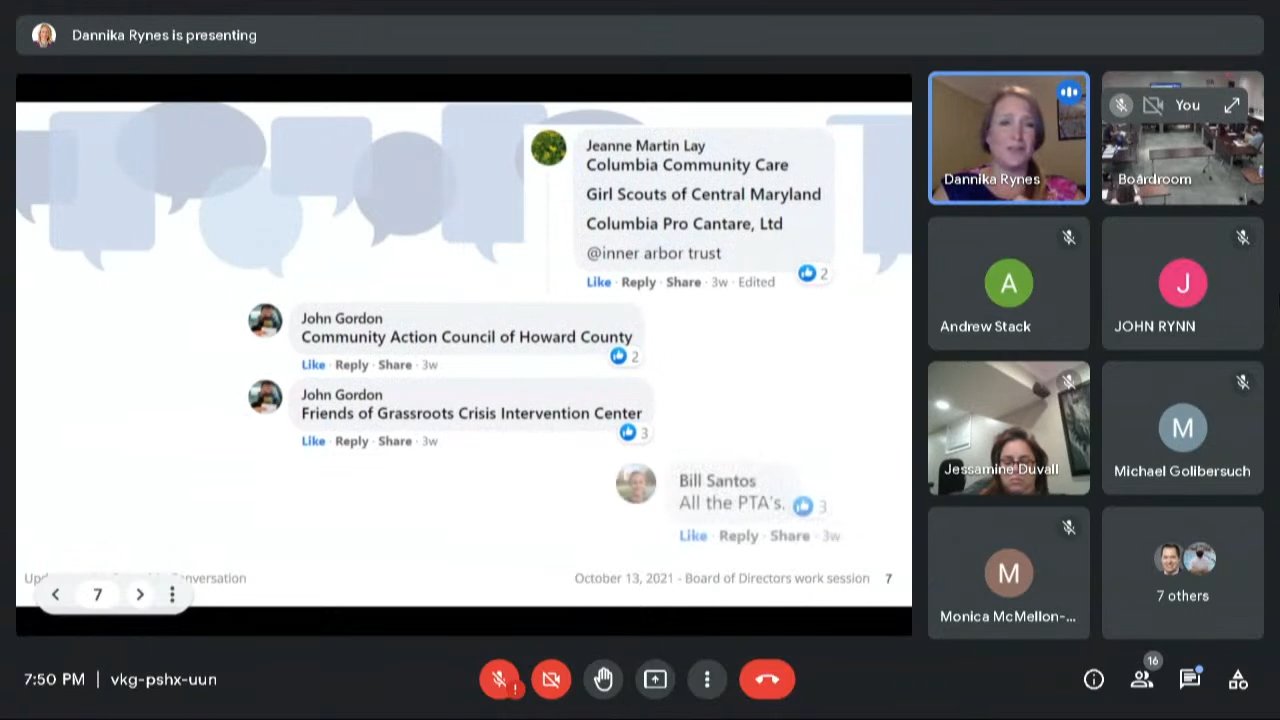 Dannika Rynes is presenting
Jeanne Martin Lay
Columbia Community Care
Girl Scouts of Central Maryland
Columbia Pro Cantare, Ltd
@inner arbor trust
Like · Reply · Share · 3w · Edited
2
John Gordon
Community Action Council of Howard County
2
Like · Reply · Share · 3w
John Gordon
Friends of Grassroots Crisis Intervention Center
3
Like · Reply · Share · 3w
Bill Santos
All the PTA's.
3
Like · Reply · Share · 3w
October 13, 2021 - Board of Directors work session 7
7
Dannika Rynes
You
Boardroom
A
Andrew Stack
J
JOHN RYNN
Jessamine Duvall
M
Michael Golibersuch
M
Monica McMellon-...
7 others
7:50 PM | vkg-pshx-uun
!
16